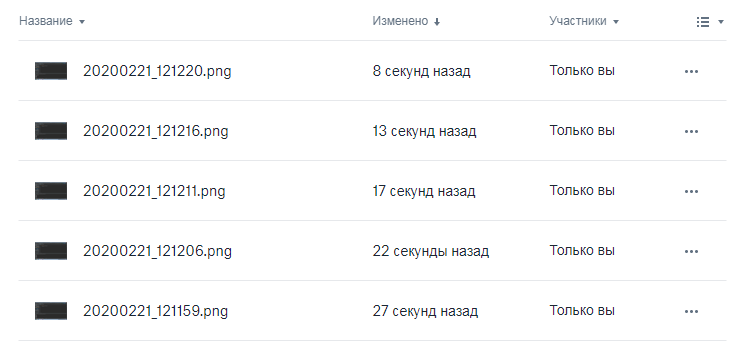 Название Изменено Участники
20200221_121220.png 8 секунд назад Только вы
20200221_121216.png 13 секунд назад Только вы
20200221_121211.png 17 секунд назад Только вы
20200221_121206.png 22 секунды назад Только вы
20200221_121159.png 27 секунд назад Только вы